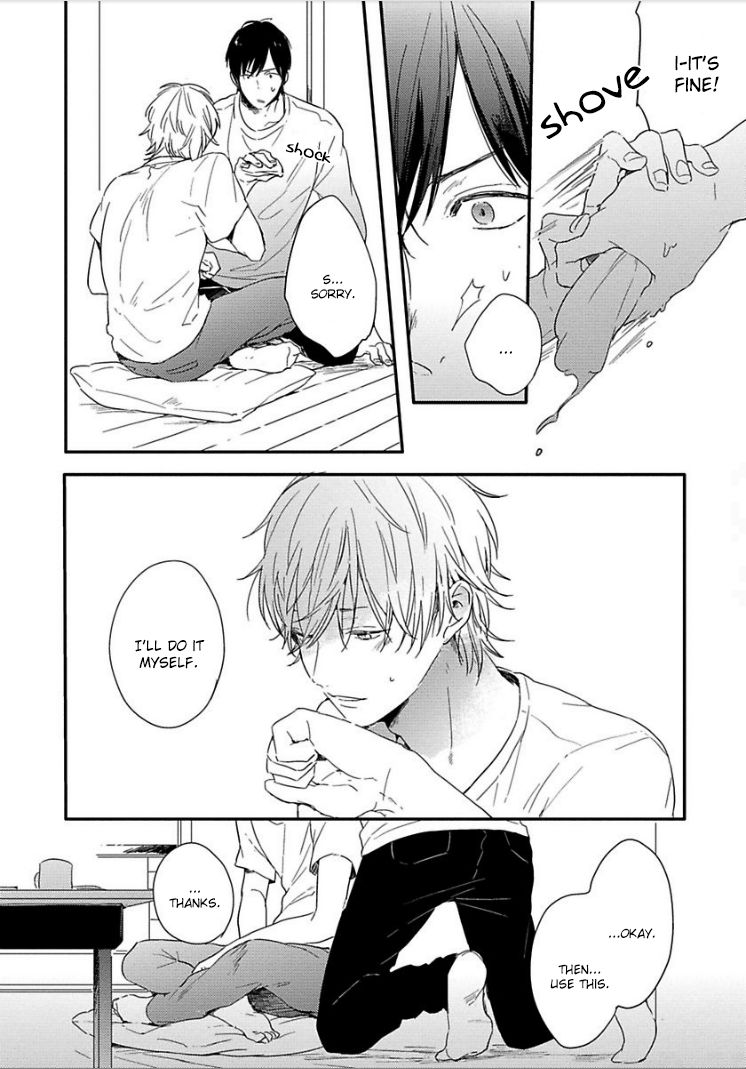 I-IT'S
FINE!
shove
...
shock
S...
SORRY.
I'LL DO IT
MYSELF.
...OKAY.
THEN...
USE THIS.
...
THANKS.